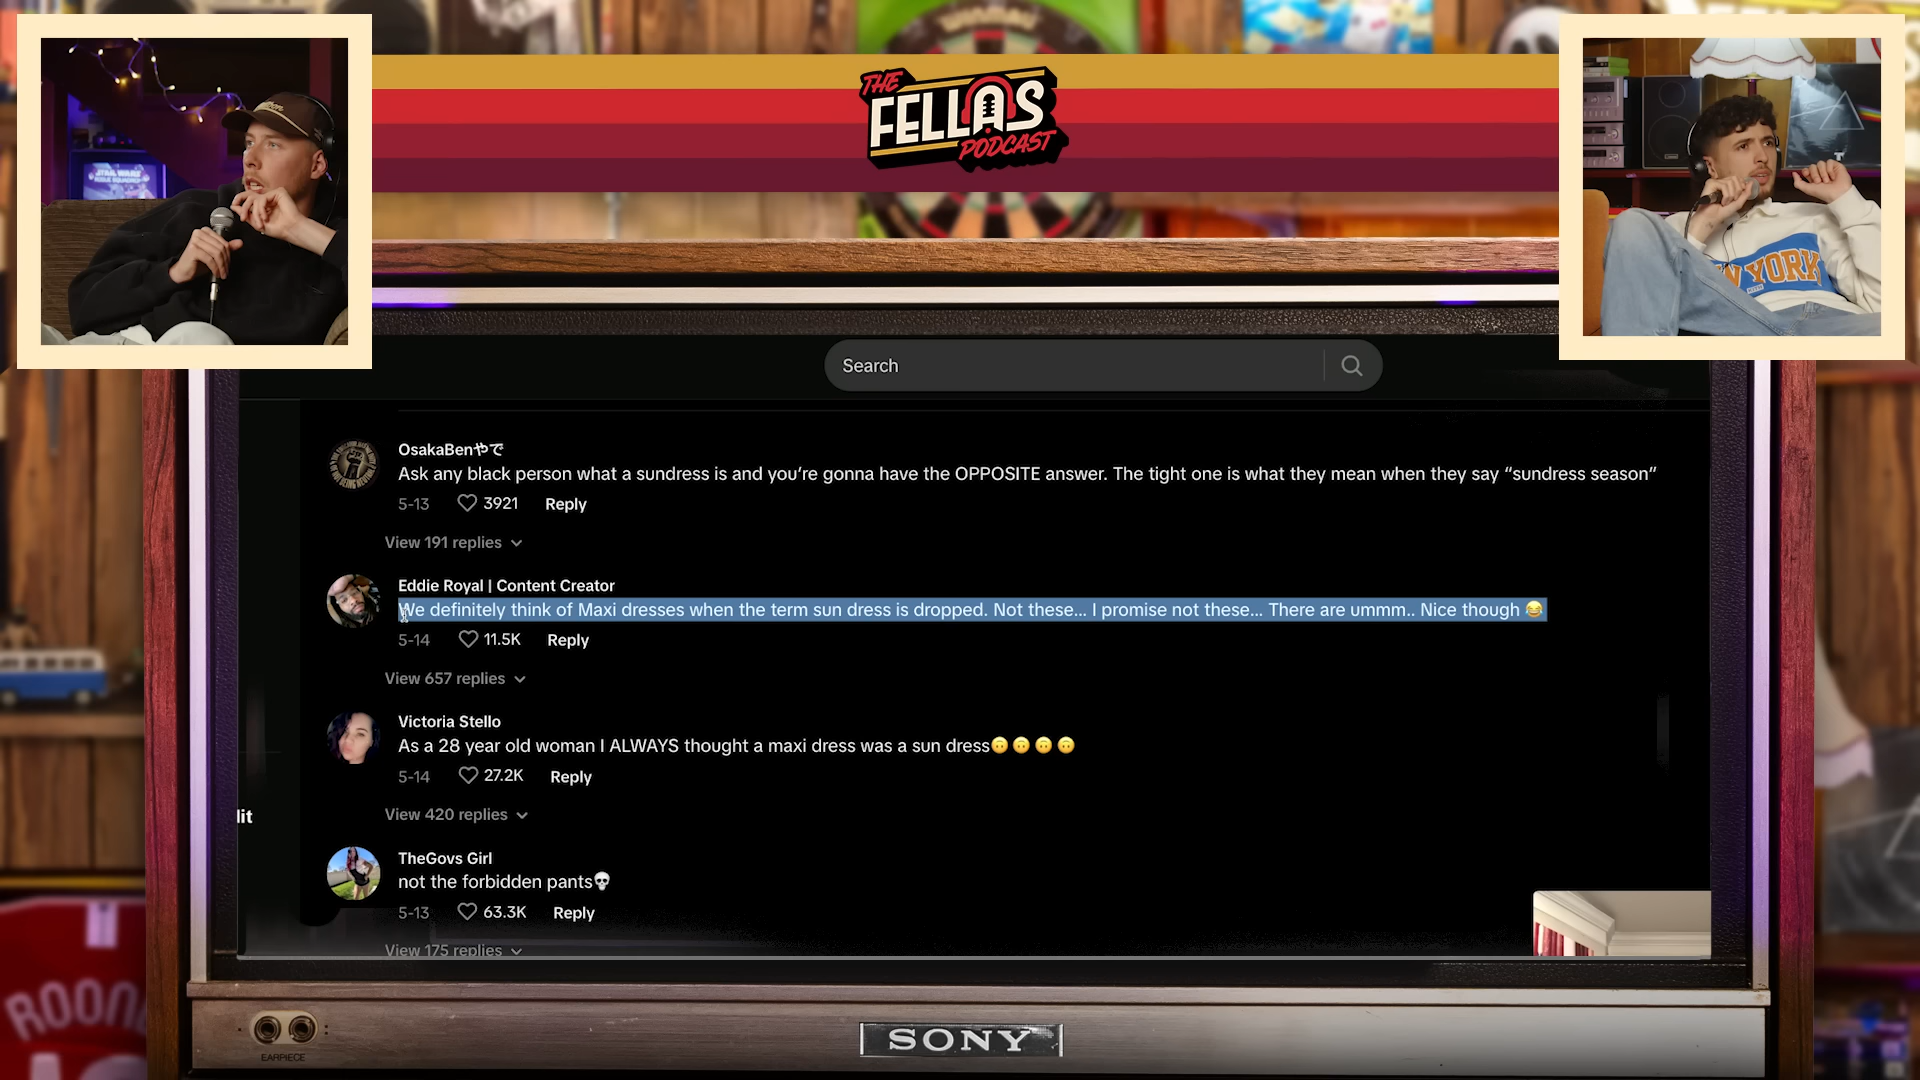 THE
FELLAS
PODCAST
Search
OsakaBenやで
Ask any black person what a sundress is and you’re gonna have the OPPOSITE answer. The tight one is what they mean when they say “sundress season”
5-13 3921 Reply
View 191 replies
Eddie Royal | Content Creator
We definitely think of Maxi dresses when the term sun dress is dropped. Not these... I promise not these... There are ummm.. Nice though 😂
5-14 11.5K Reply
View 657 replies
Victoria Stello
As a 28 year old woman I ALWAYS thought a maxi dress was a sun dress🙃🙃🙃🙃
5-14 27.2K Reply
View 420 replies
lit
TheGovs Girl
not the forbidden pants💀
5-13 63.3K Reply
View 175 replies
SONY
EARPIECE
ROON
STAR WARS
YORK